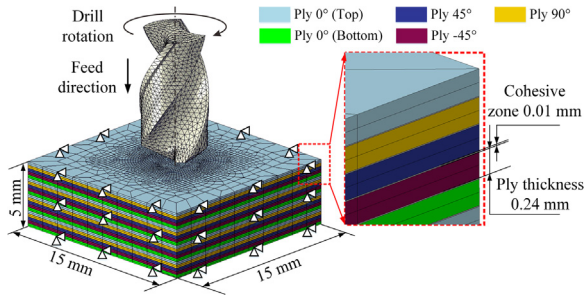 Drill
rotation
Feed
direction
Ply 0° (Top)
Ply 45°
Ply 90°
Ply 0° (Bottom)
Ply -45°
Cohesive
zone 0.01 mm
Ply thickness
0.24 mm
5 mm
15 mm
15 mm